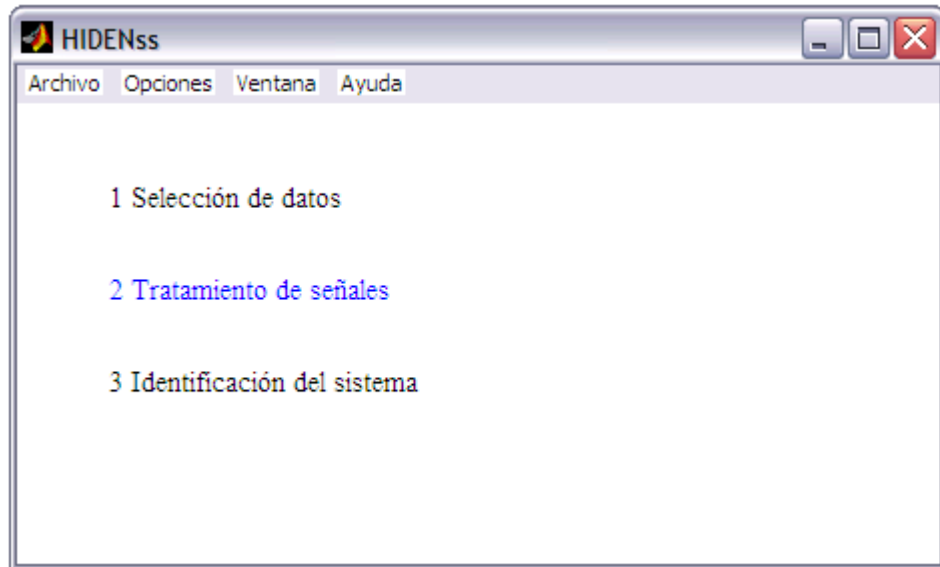 HIDENss
Archivo Opciones Ventana Ayuda
1 Selección de datos
2 Tratamiento de señales
3 Identificación del sistema